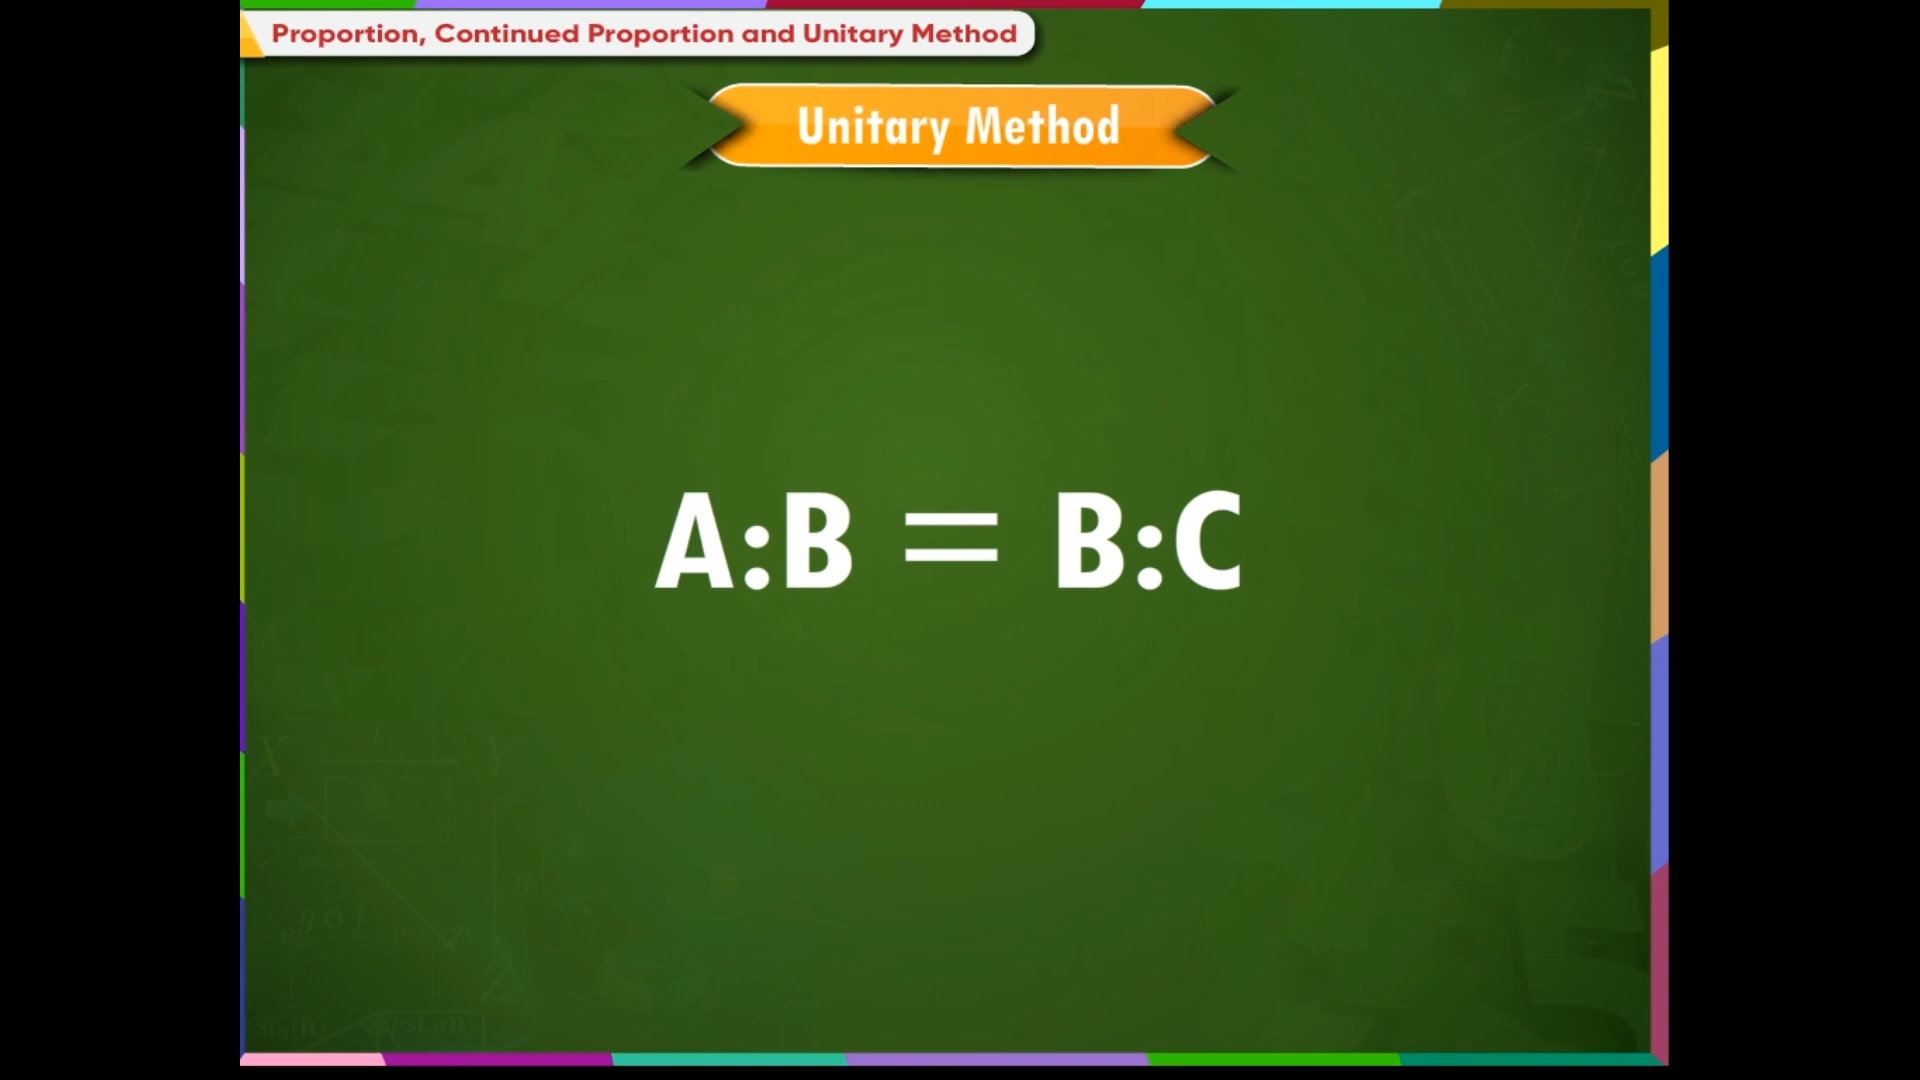 Proportion, Continued Proportion and Unitary Method
Unitary Method
A:B = B:C